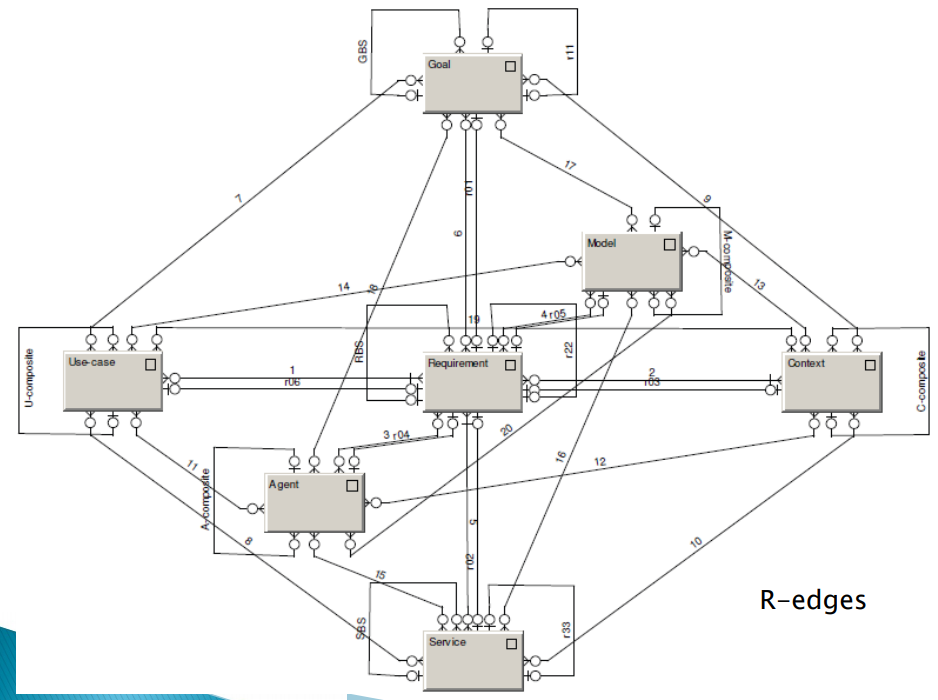 GBS
r11
Goal
7
r01
17
9
6
Model
M-composite
14
18
13
19
4 r05
RBS
r22
U-composite
Use-case
1
r06
Requirement
2
r03
Context
C-composite
3 r04
20
16
11
A-composite
Agent
12
8
5
10
r02
15
SBS
r33
Service
R-edges